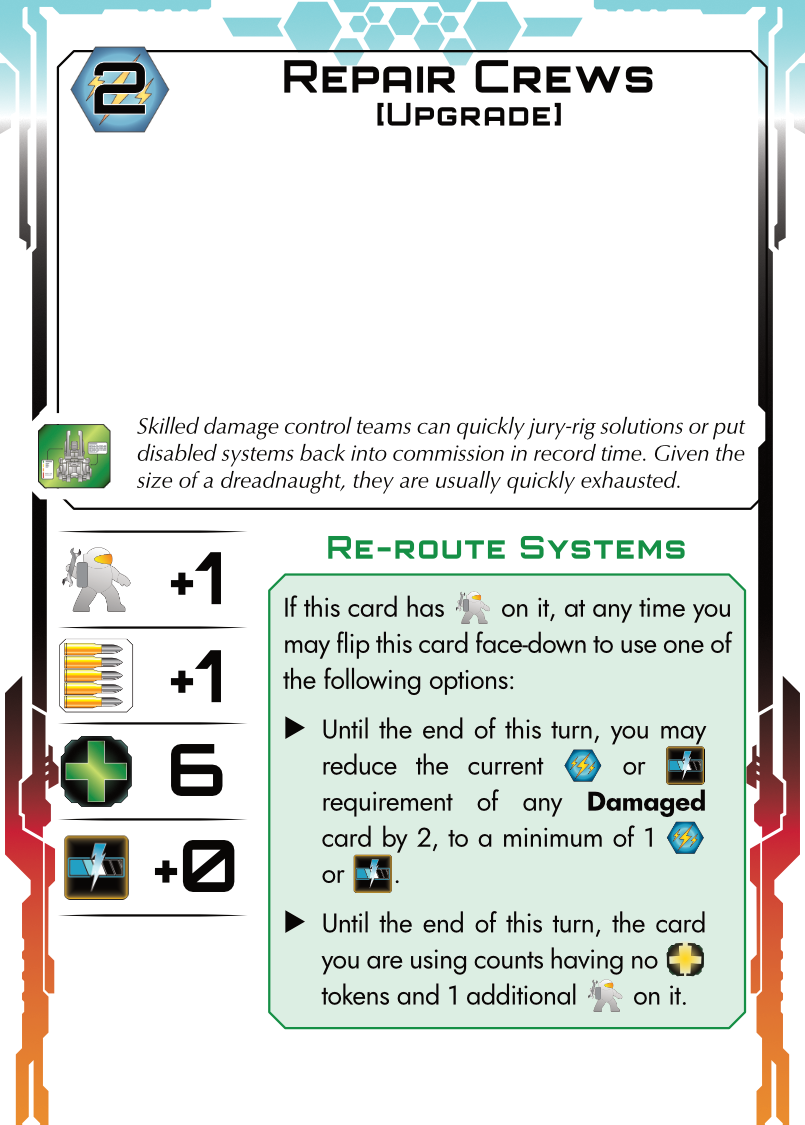 2
Repair Crews
[Upgrade]
Skilled damage control teams can quickly jury-rig solutions or put
disabled systems back into commission in record time. Given the
size of a dreadnaught, they are usually quickly exhausted.
+1
+1
6
+0
Re-route Systems
If this card has on it, at any time you
may flip this card face-down to use one of
the following options:
▶ Until the end of this turn, you may
reduce the current or
requirement of any Damaged
card by 2, to a minimum of 1
or .
▶ Until the end of this turn, the card
you are using counts having no
tokens and 1 additional on it.